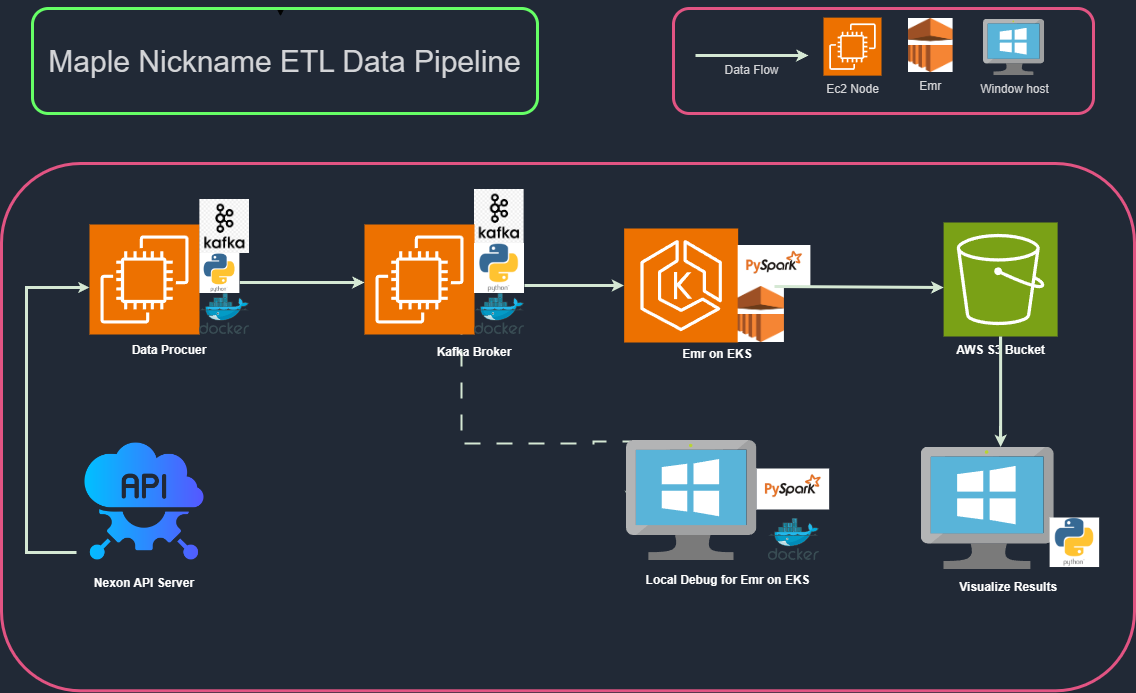 Maple Nickname ETL Data Pipeline
Data Flow
Ec2 Node
Emr
Window host
kafka
python
docker
Data Procuer
kafka
python
docker
Kafka Broker
K
PySpark
Emr on EKS
AWS S3 Bucket
API
Nexon API Server
PySpark
docker
Local Debug for Emr on EKS
python
Visualize Results